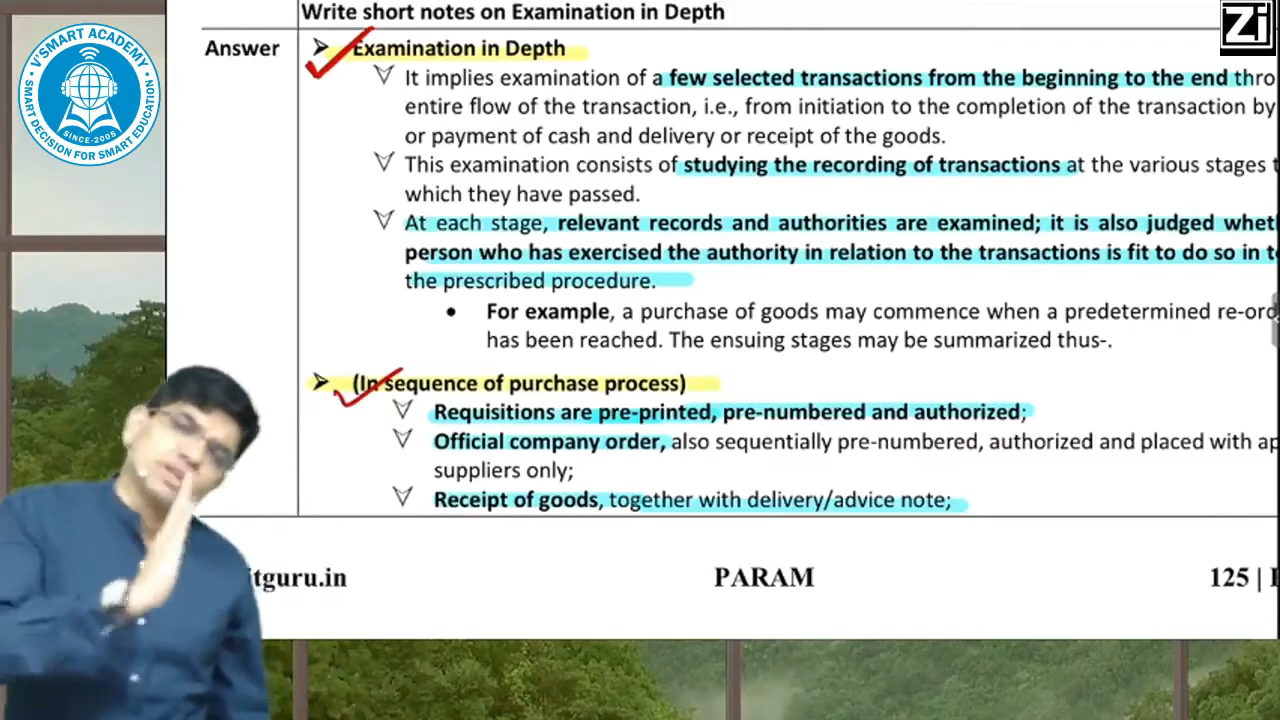 Write short notes on Examination in Depth
Zi
V'SMART ACADEMY
SMART DECISION FOR SMART EDUCATION
SINCE-2005
Answer
➢ Examination in Depth
It implies examination of a few selected transactions from the beginning to the end
entire flow of the transaction, i.e., from initiation to the completion of the transaction by
or payment of cash and delivery or receipt of the goods.
This examination consists of studying the recording of transactions at the various stages
which they have passed.
At each stage, relevant records and authorities are examined; it is also judged
person who has exercised the authority in relation to the transactions is fit to do so in
the prescribed procedure.
• For example, a purchase of goods may commence when a predetermined
has been reached. The ensuing stages may be summarized thus-.
➢ (In sequence of purchase process)
Requisitions are pre-printed, pre-numbered and authorized;
Official company order, also sequentially pre-numbered, authorized and placed with
suppliers only;
Receipt of goods, together with delivery/advice note;
tguru.in PARAM 125 |